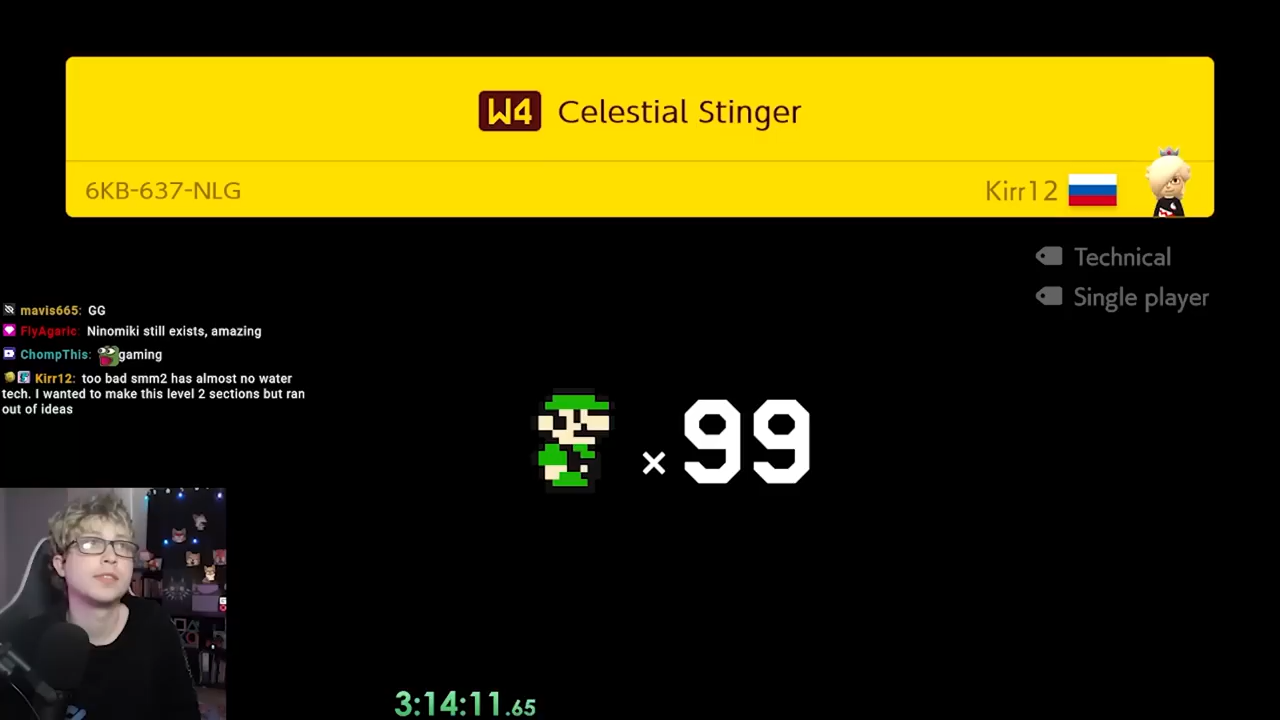 W4 Celestial Stinger
6KB-637-NLG
Kirr12
Technical
Single player
mavis665: GG
FlyAgaric: Ninomiki still exists, amazing
ChompThis: gaming
Kirr12: too bad smm2 has almost no water
tech. I wanted to make this level 2 sections but ran
out of ideas
× 99
3:14:11.65